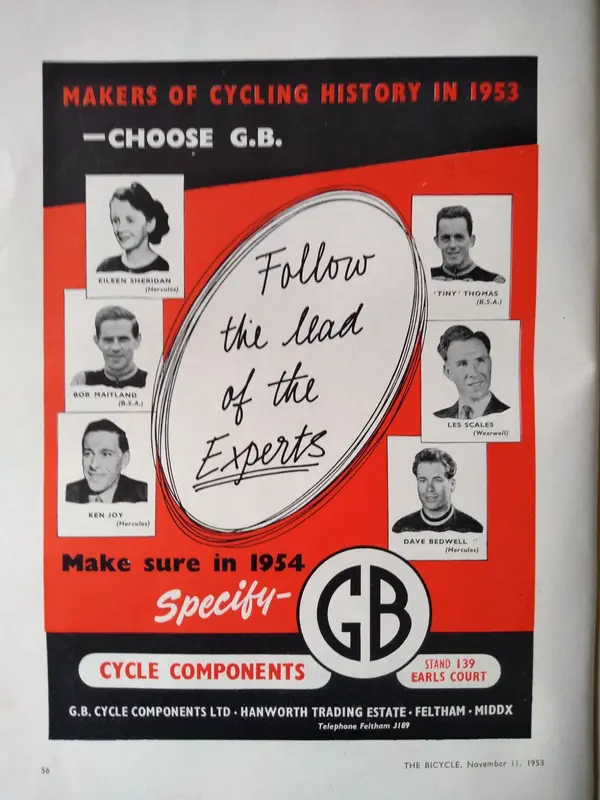 MAKERS OF CYCLING HISTORY IN 1953
—CHOOSE G.B.
EILEEN SHERIDAN
(Hercules)
BOB MAITLAND
(B.S.A.)
KEN JOY
(Hercules)
Follow
the lead
of the
Experts
'TINY' THOMAS
(B.S.A.)
LES SCALES
(Wearwell)
DAVE BEDWELL
(Hercules)
Make sure in 1954
Specify-
GB
CYCLE COMPONENTS
STAND 139
EARLS COURT
G.B. CYCLE COMPONENTS LTD · HANWORTH TRADING ESTATE · FELTHAM · MIDDX
Telephone Feltham 3189
56
THE BICYCLE, November 11, 1953